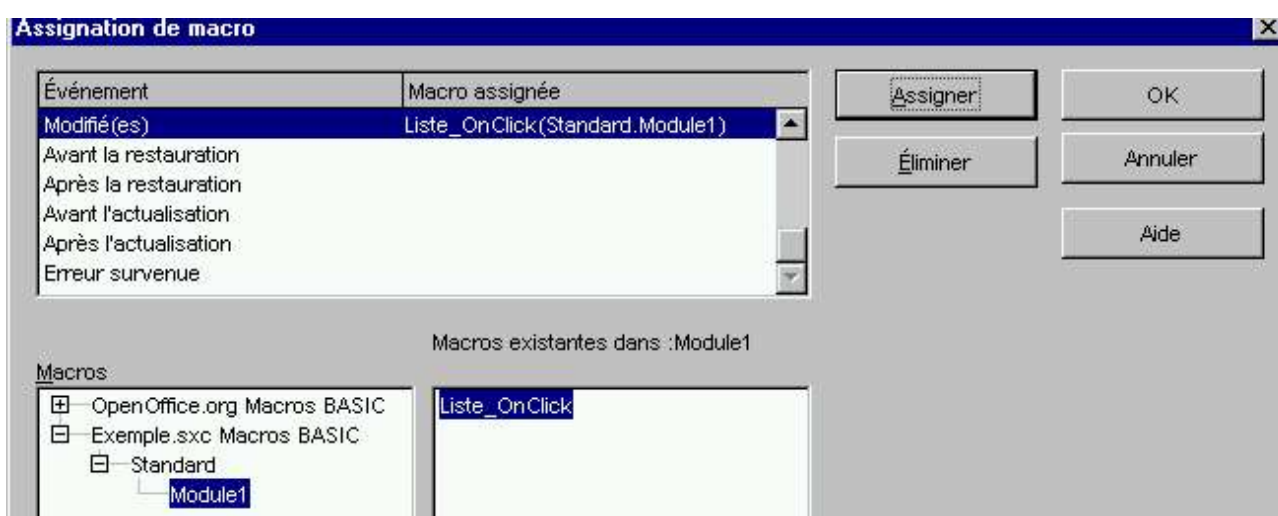 Assignation de macro
Événement Macro assignée
Modifié(es) Liste_OnClick(Standard.Module1)
Avant la restauration
Après la restauration
Avant l'actualisation
Après l'actualisation
Erreur survenue
Assigner OK
Éliminer Annuler
Aide
Macros existantes dans :Module1
Macros
OpenOffice.org Macros BASIC
Exemple.sxc Macros BASIC
Standard
Module1
Liste_OnClick